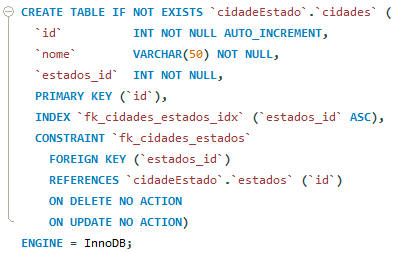 CREATE TABLE IF NOT EXISTS `cidadeEstado`.`cidades` (
  `id`          INT NOT NULL AUTO_INCREMENT,
  `nome`        VARCHAR(50) NOT NULL,
  `estados_id`  INT NOT NULL,
  PRIMARY KEY (`id`),
  INDEX `fk_cidades_estados_idx` (`estados_id` ASC),
  CONSTRAINT `fk_cidades_estados`
    FOREIGN KEY (`estados_id`)
    REFERENCES `cidadeEstado`.`estados` (`id`)
    ON DELETE NO ACTION
    ON UPDATE NO ACTION)
ENGINE = InnoDB;